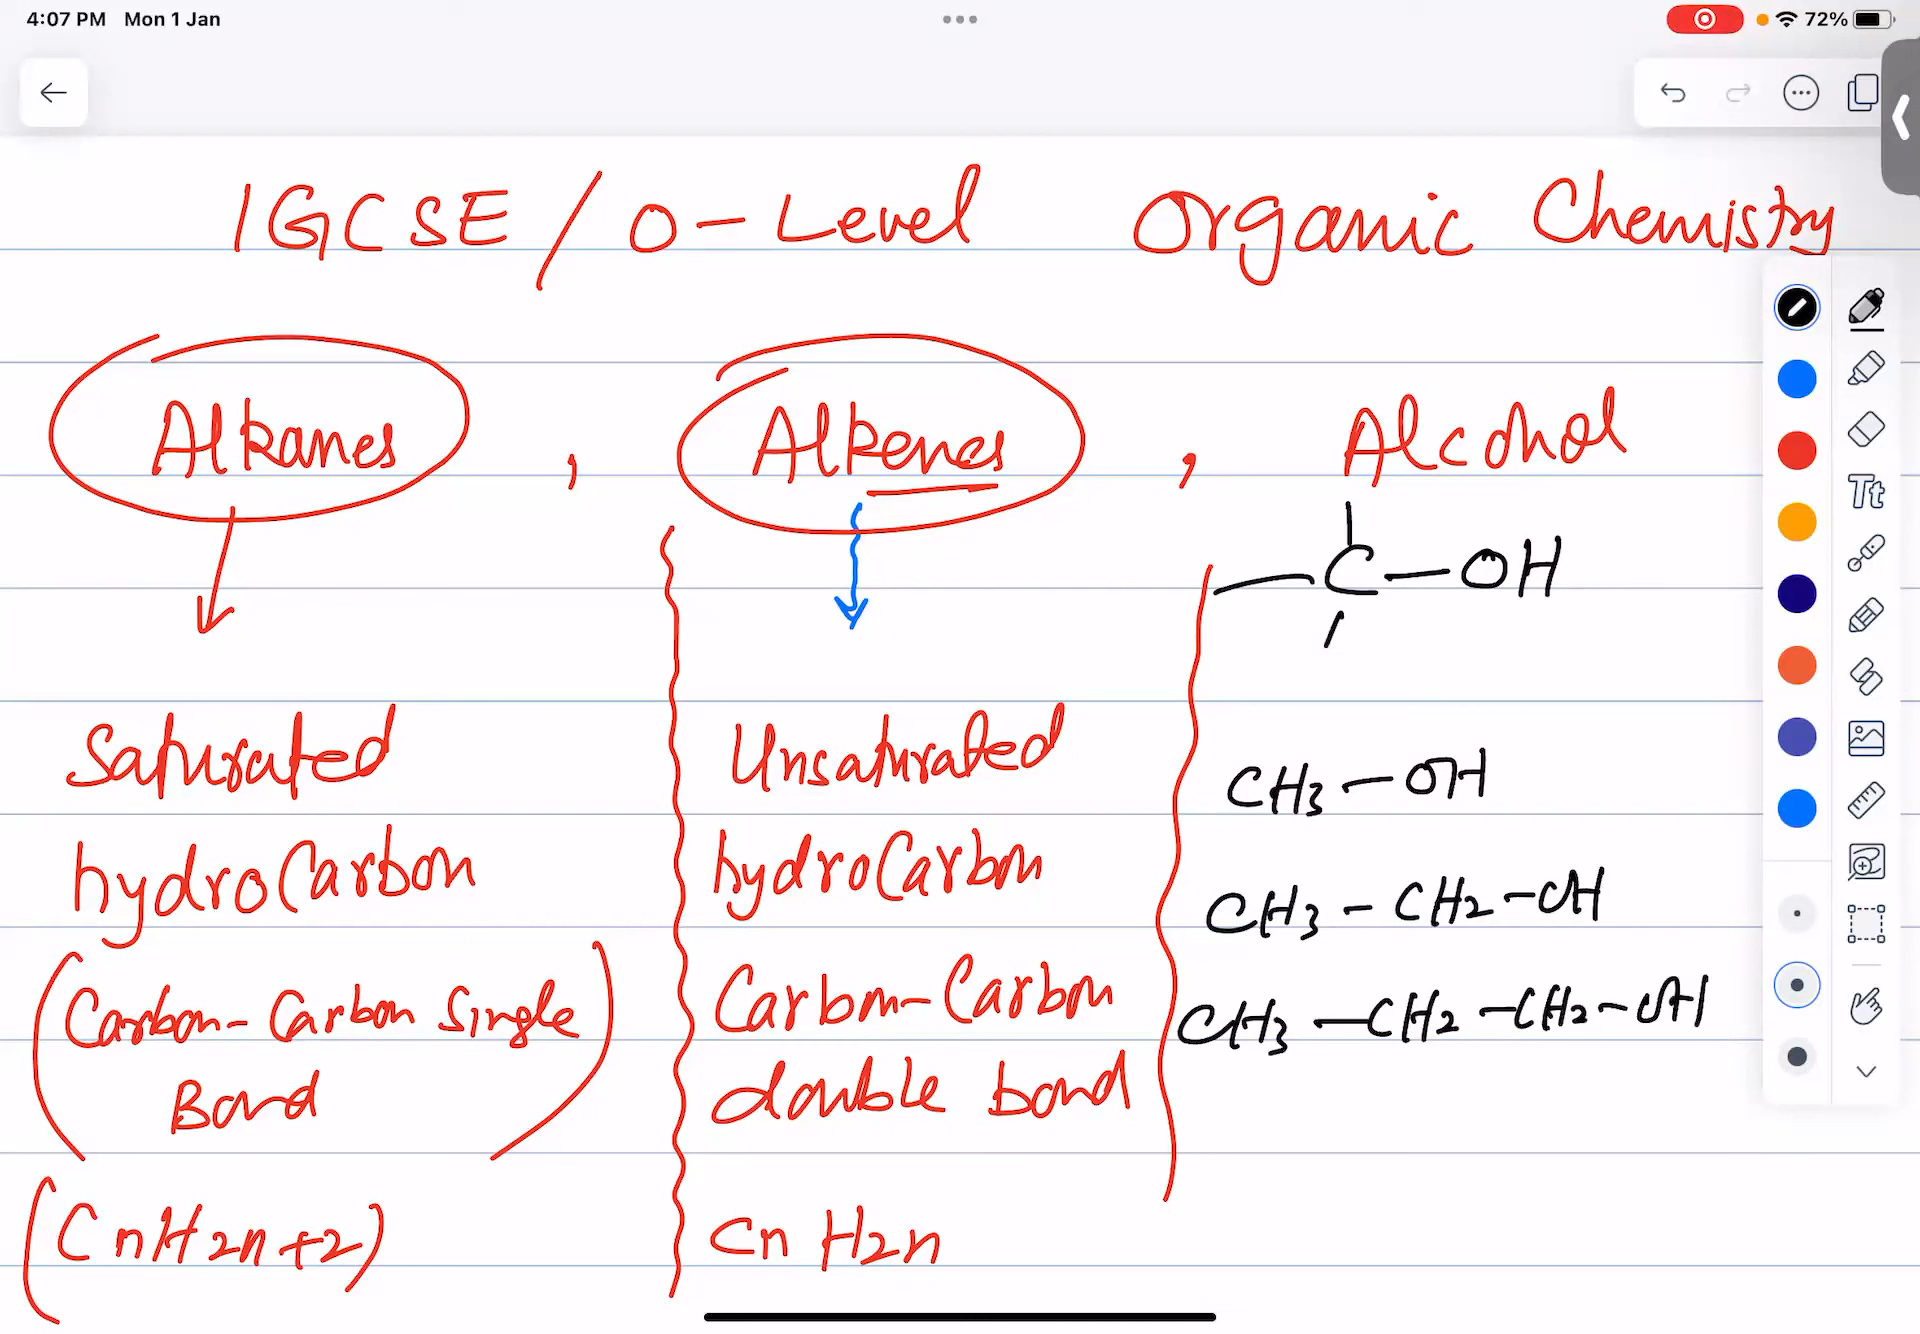 4:07 PM Mon 1 Jan
72%
IGCSE / O-Level Organic Chemistry
Alkanes , Alkenes , Alcohol
C-OH
Saturated
hydroCarbon
(Carbon-Carbon Single
Bond)
(CnH2n+2)
Unsaturated
hydroCarbon
Carbon-Carbon
double bond
CnH2n
CH3-OH
CH3-CH2-OH
CH3-CH2-CH2-OH
Tt